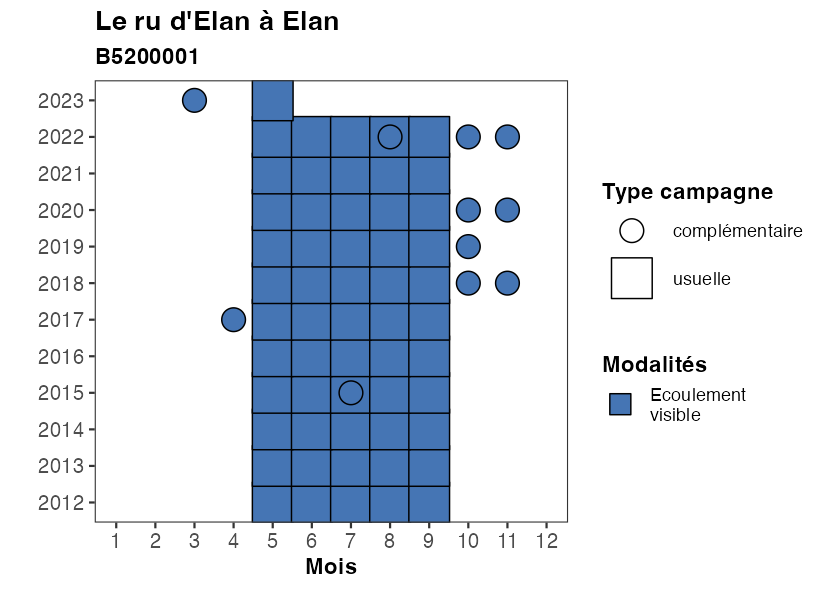 Le ru d'Elan à Elan
B5200001
2023
2022
2021
2020
2019
2018
2017
2016
2015
2014
2013
2012
1 2 3 4 5 6 7 8 9 10 11 12
Mois
Type campagne
complémentaire
usuelle
Modalités
Ecoulement
visible